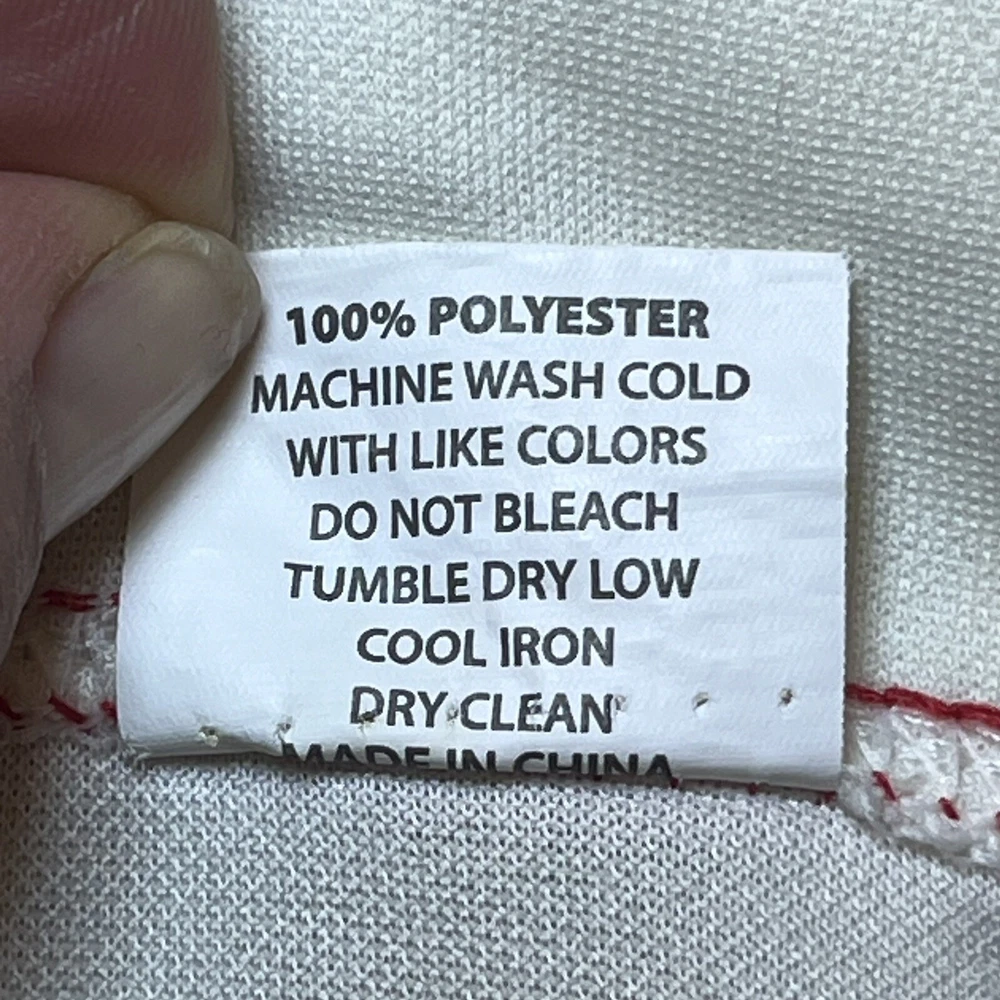 100% POLYESTER
MACHINE WASH COLD
WITH LIKE COLORS
DO NOT BLEACH
TUMBLE DRY LOW
COOL IRON
DRY CLEAN
MADE IN CHINA